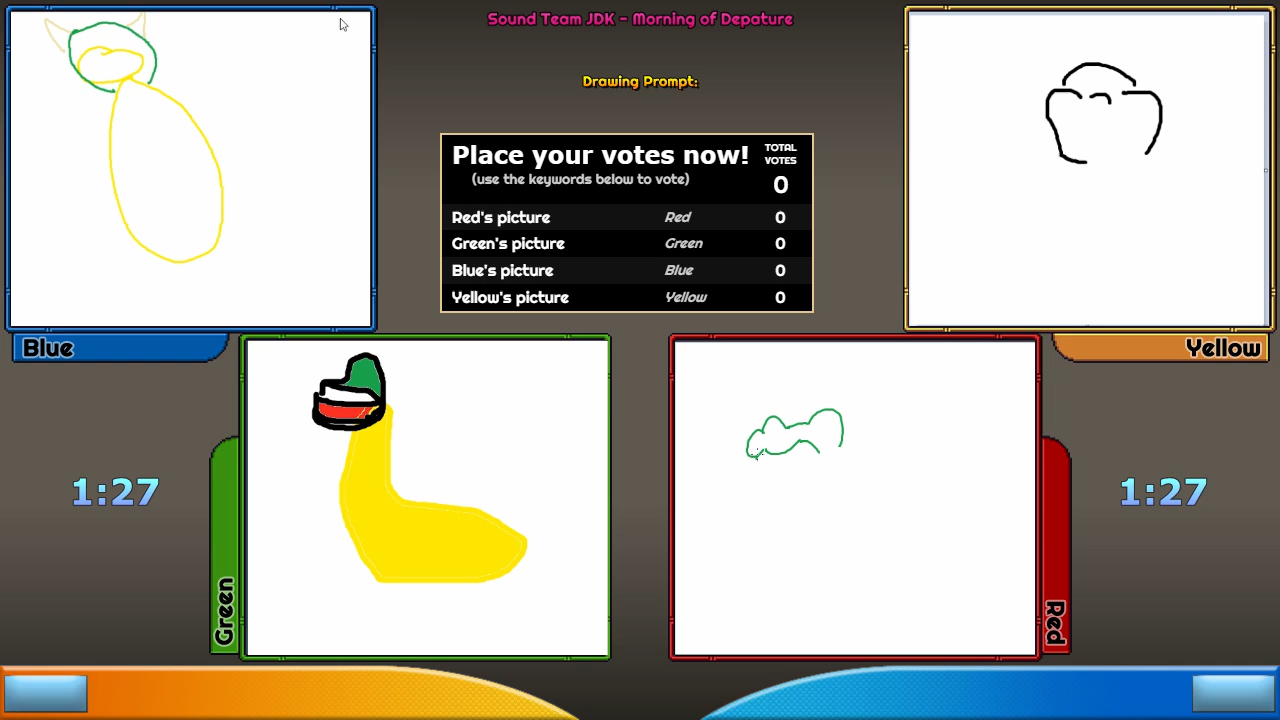 Sound Team JDK - Morning of Depature
Drawing Prompt:
Place your votes now!
TOTAL VOTES
(use the keywords below to vote)
0
Red's picture Red 0
Green's picture Green 0
Blue's picture Blue 0
Yellow's picture Yellow 0
Blue
Yellow
1:27
1:27
Green
Red